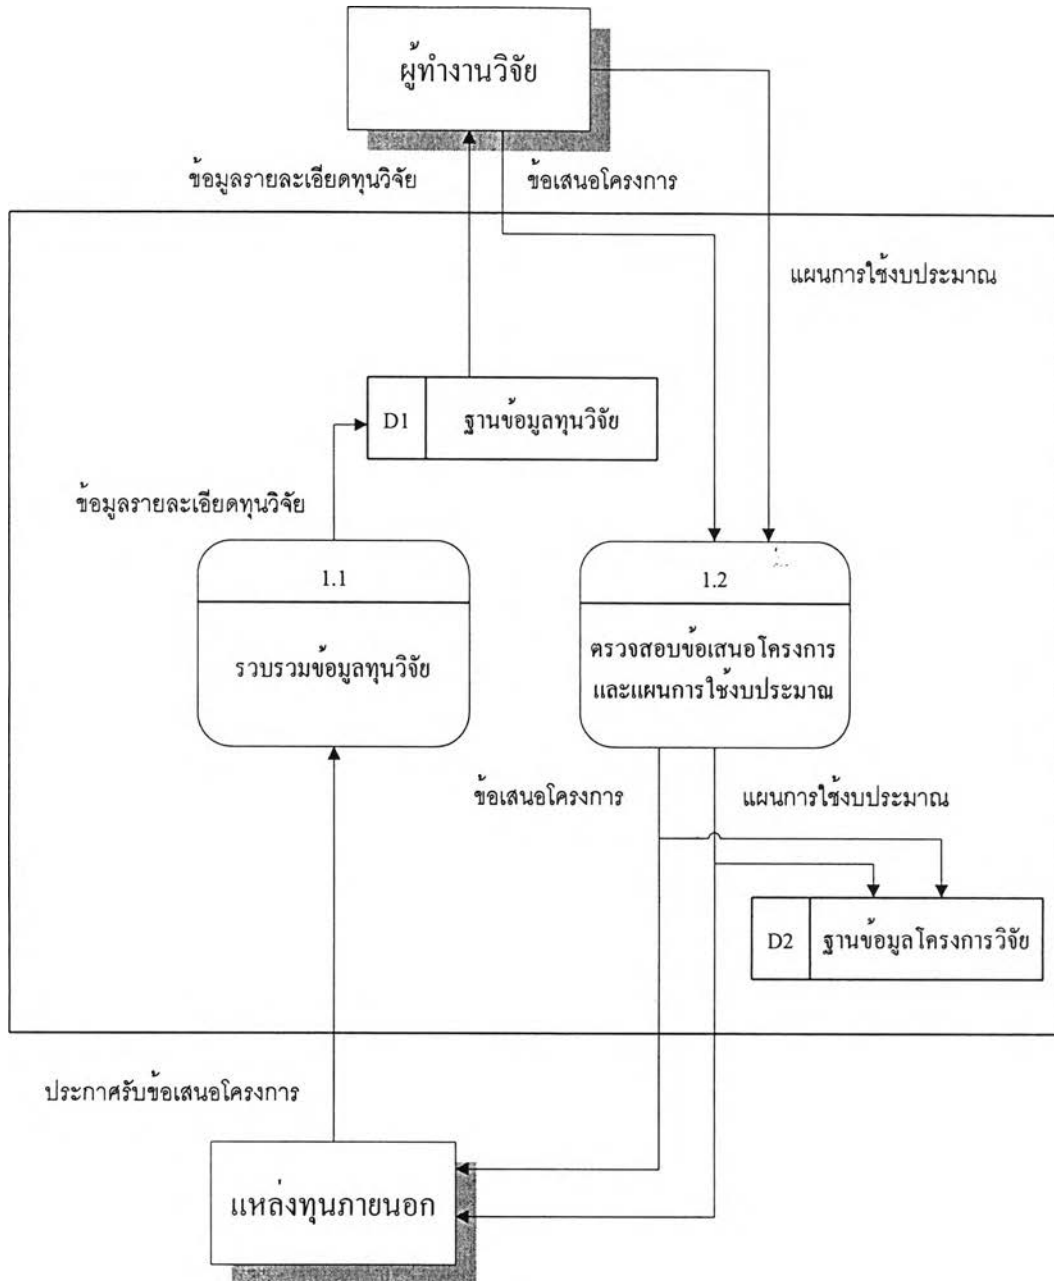 ผู้ทำงานวิจัย
ข้อมูลรายละเอียดทุนวิจัย
ข้อเสนอโครงการ
แผนการใช้งบประมาณ
D1
ฐานข้อมูลทุนวิจัย
ข้อมูลรายละเอียดทุนวิจัย
1.1
รวบรวมข้อมูลทุนวิจัย
1.2
ตรวจสอบข้อเสนอโครงการ
และแผนการใช้งบประมาณ
ข้อเสนอโครงการ
แผนการใช้งบประมาณ
D2
ฐานข้อมูลโครงการวิจัย
ประกาศรับข้อเสนอโครงการ
แหล่งทุนภายนอก